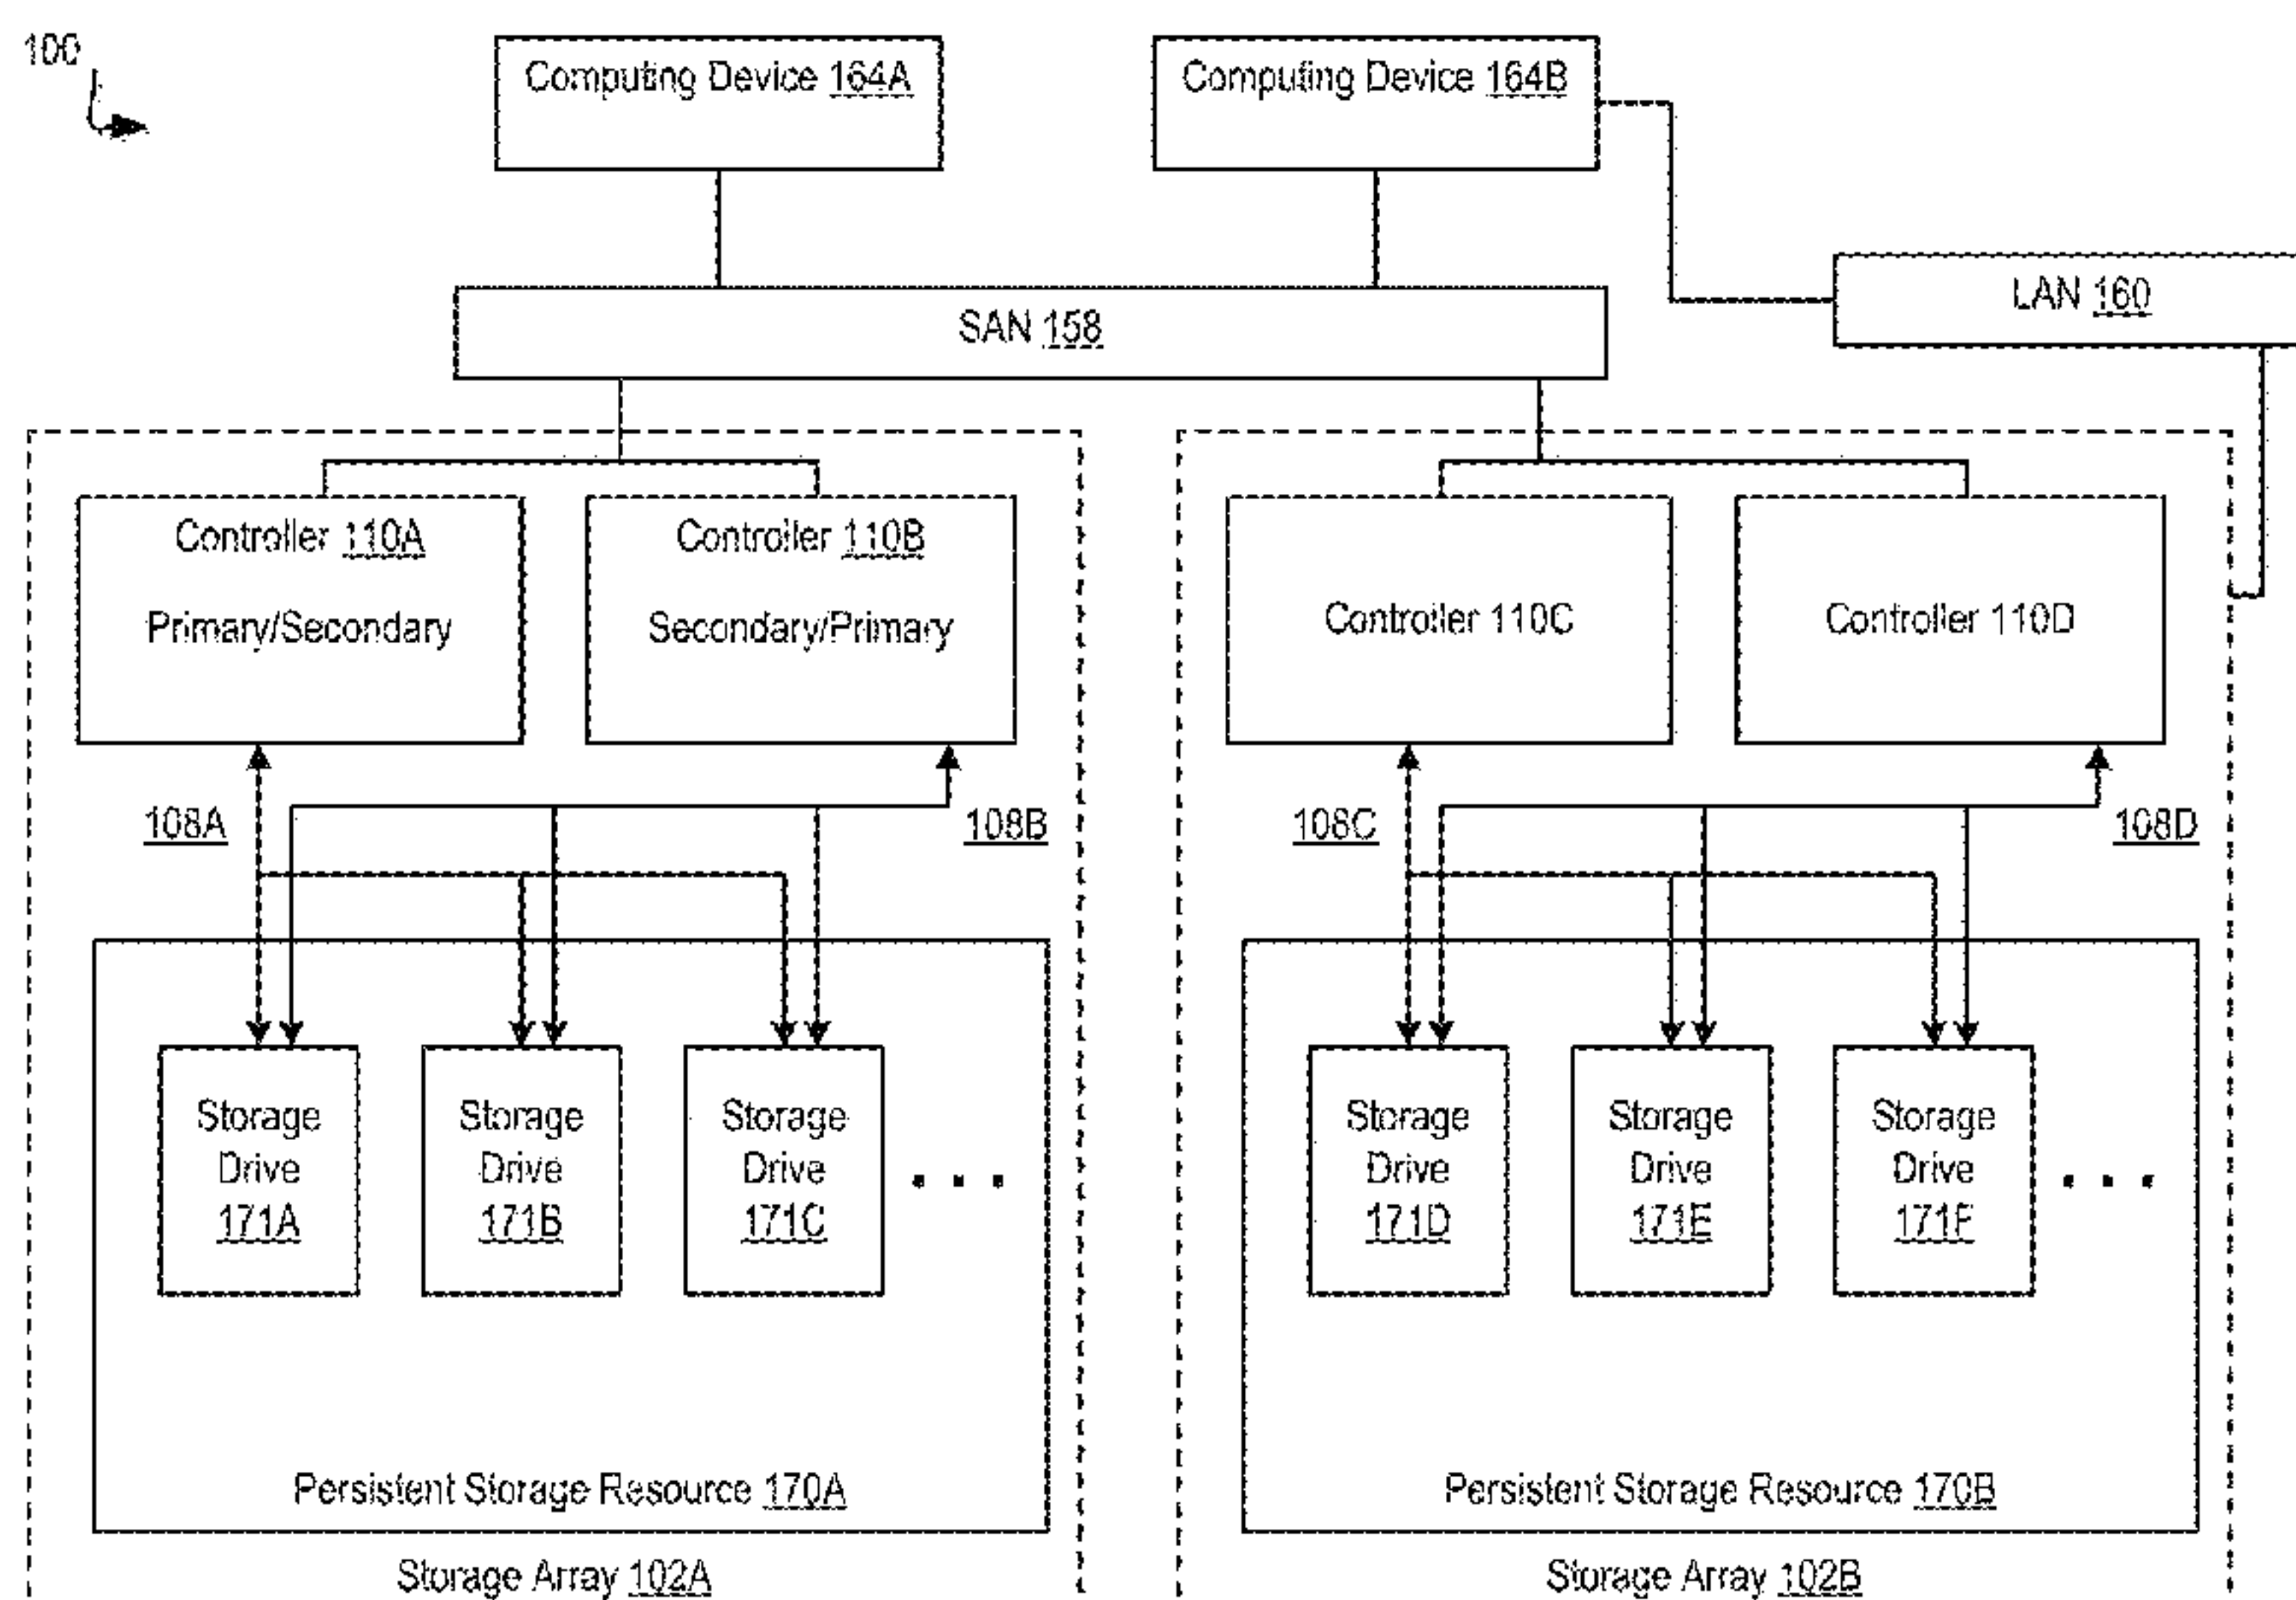 100
Computing Device 164A
Computing Device 164B
LAN 160
SAN 158
Controller 110A
Primary/Secondary
Controller 110B
Secondary/Primary
Controller 110C
Controller 110D
108A
108B
108C
108D
Storage
Drive
171A
Storage
Drive
171B
Storage
Drive
171C
. . .
Storage
Drive
171D
Storage
Drive
171E
Storage
Drive
171F
. . .
Persistent Storage Resource 170A
Persistent Storage Resource 170B
Storage Array 102A
Storage Array 102B